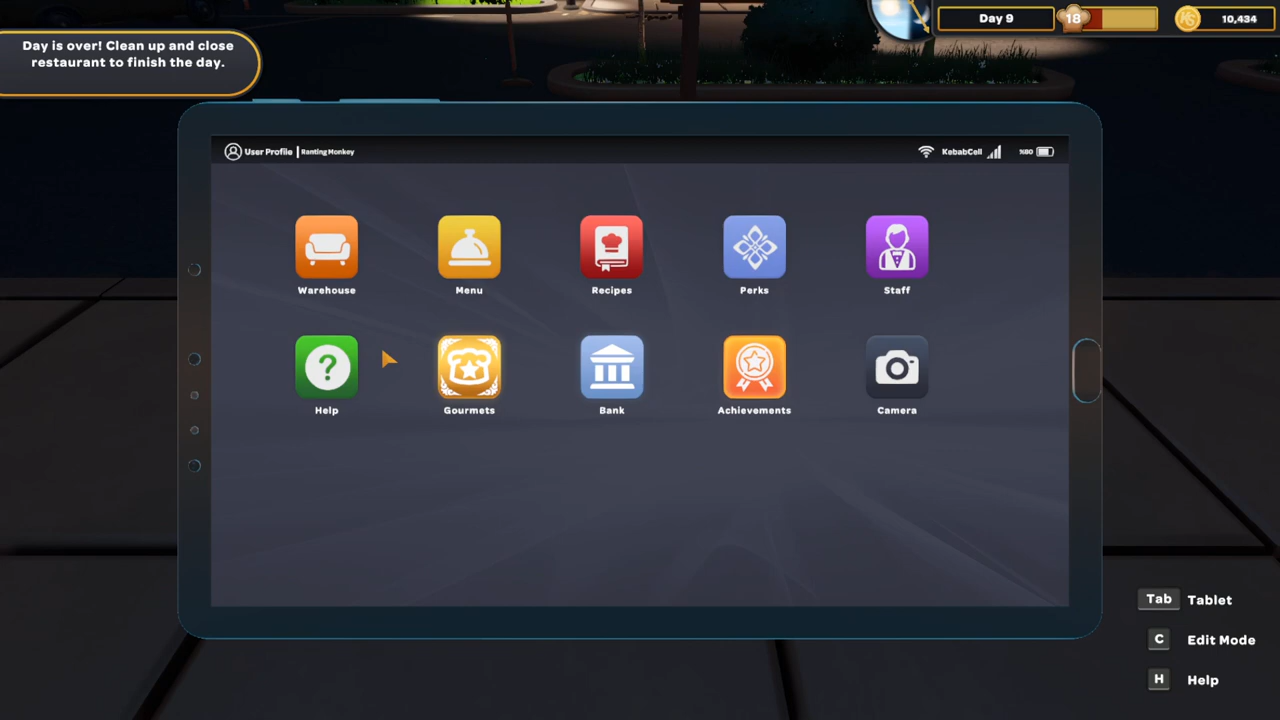 Day is over! Clean up and close
restaurant to finish the day.
Day 9
18
10,434
User Profile | Ranting Monkey
KebabCell
%80
Warehouse
Menu
Recipes
Perks
Staff
?
Help
Gourmets
Bank
Achievements
Camera
Tab Tablet
C Edit Mode
H Help